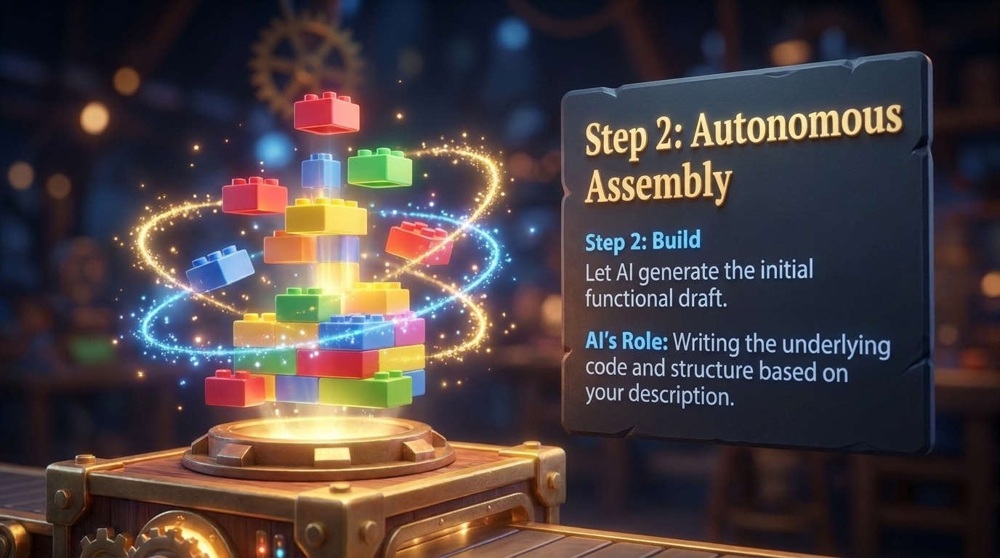 Step 2: Autonomous
Assembly
Step 2: Build
Let AI generate the initial
functional draft.
AI's Role: Writing the underlying
code and structure based on
your description.